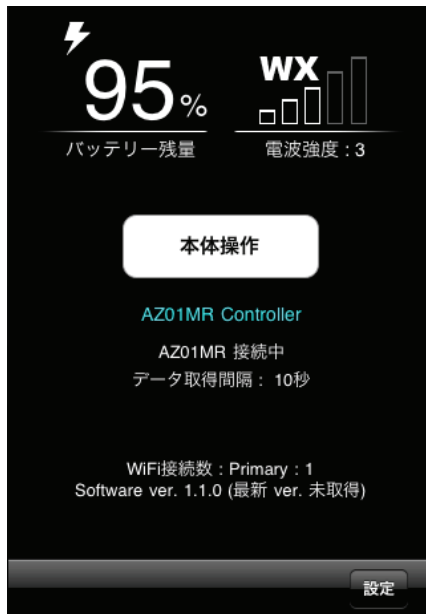 95%
WX
バッテリー残量
電波強度 : 3
本体操作
AZ01MR Controller
AZ01MR 接続中
データ取得間隔 : 10秒
WiFi接続数 : Primary : 1
Software ver. 1.1.0 (最新 ver. 未取得)
設定